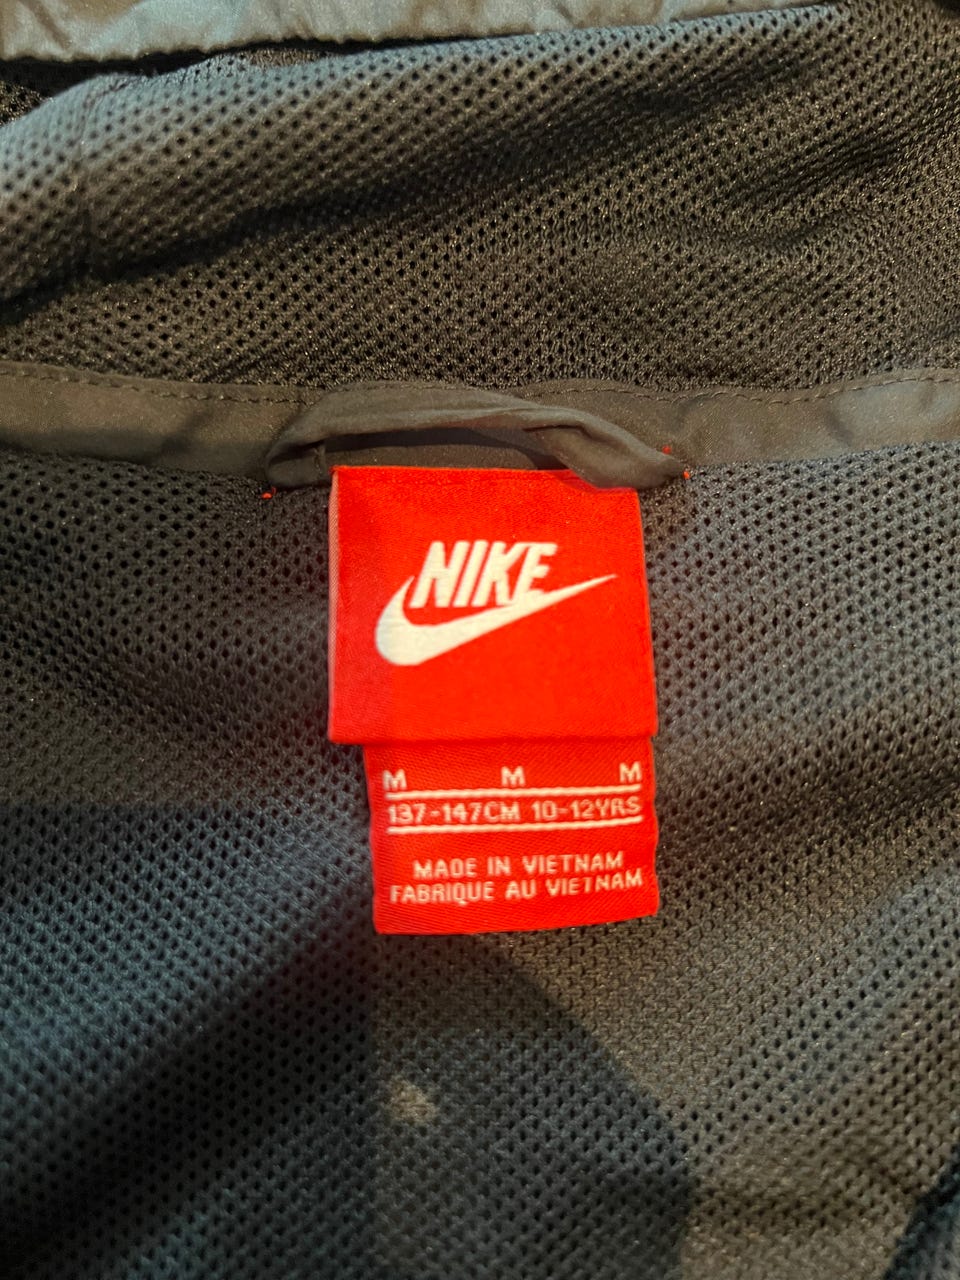 NIKE
M M M
137-147CM 10-12YRS
MADE IN VIETNAM
FABRIQUE AU VIETNAM